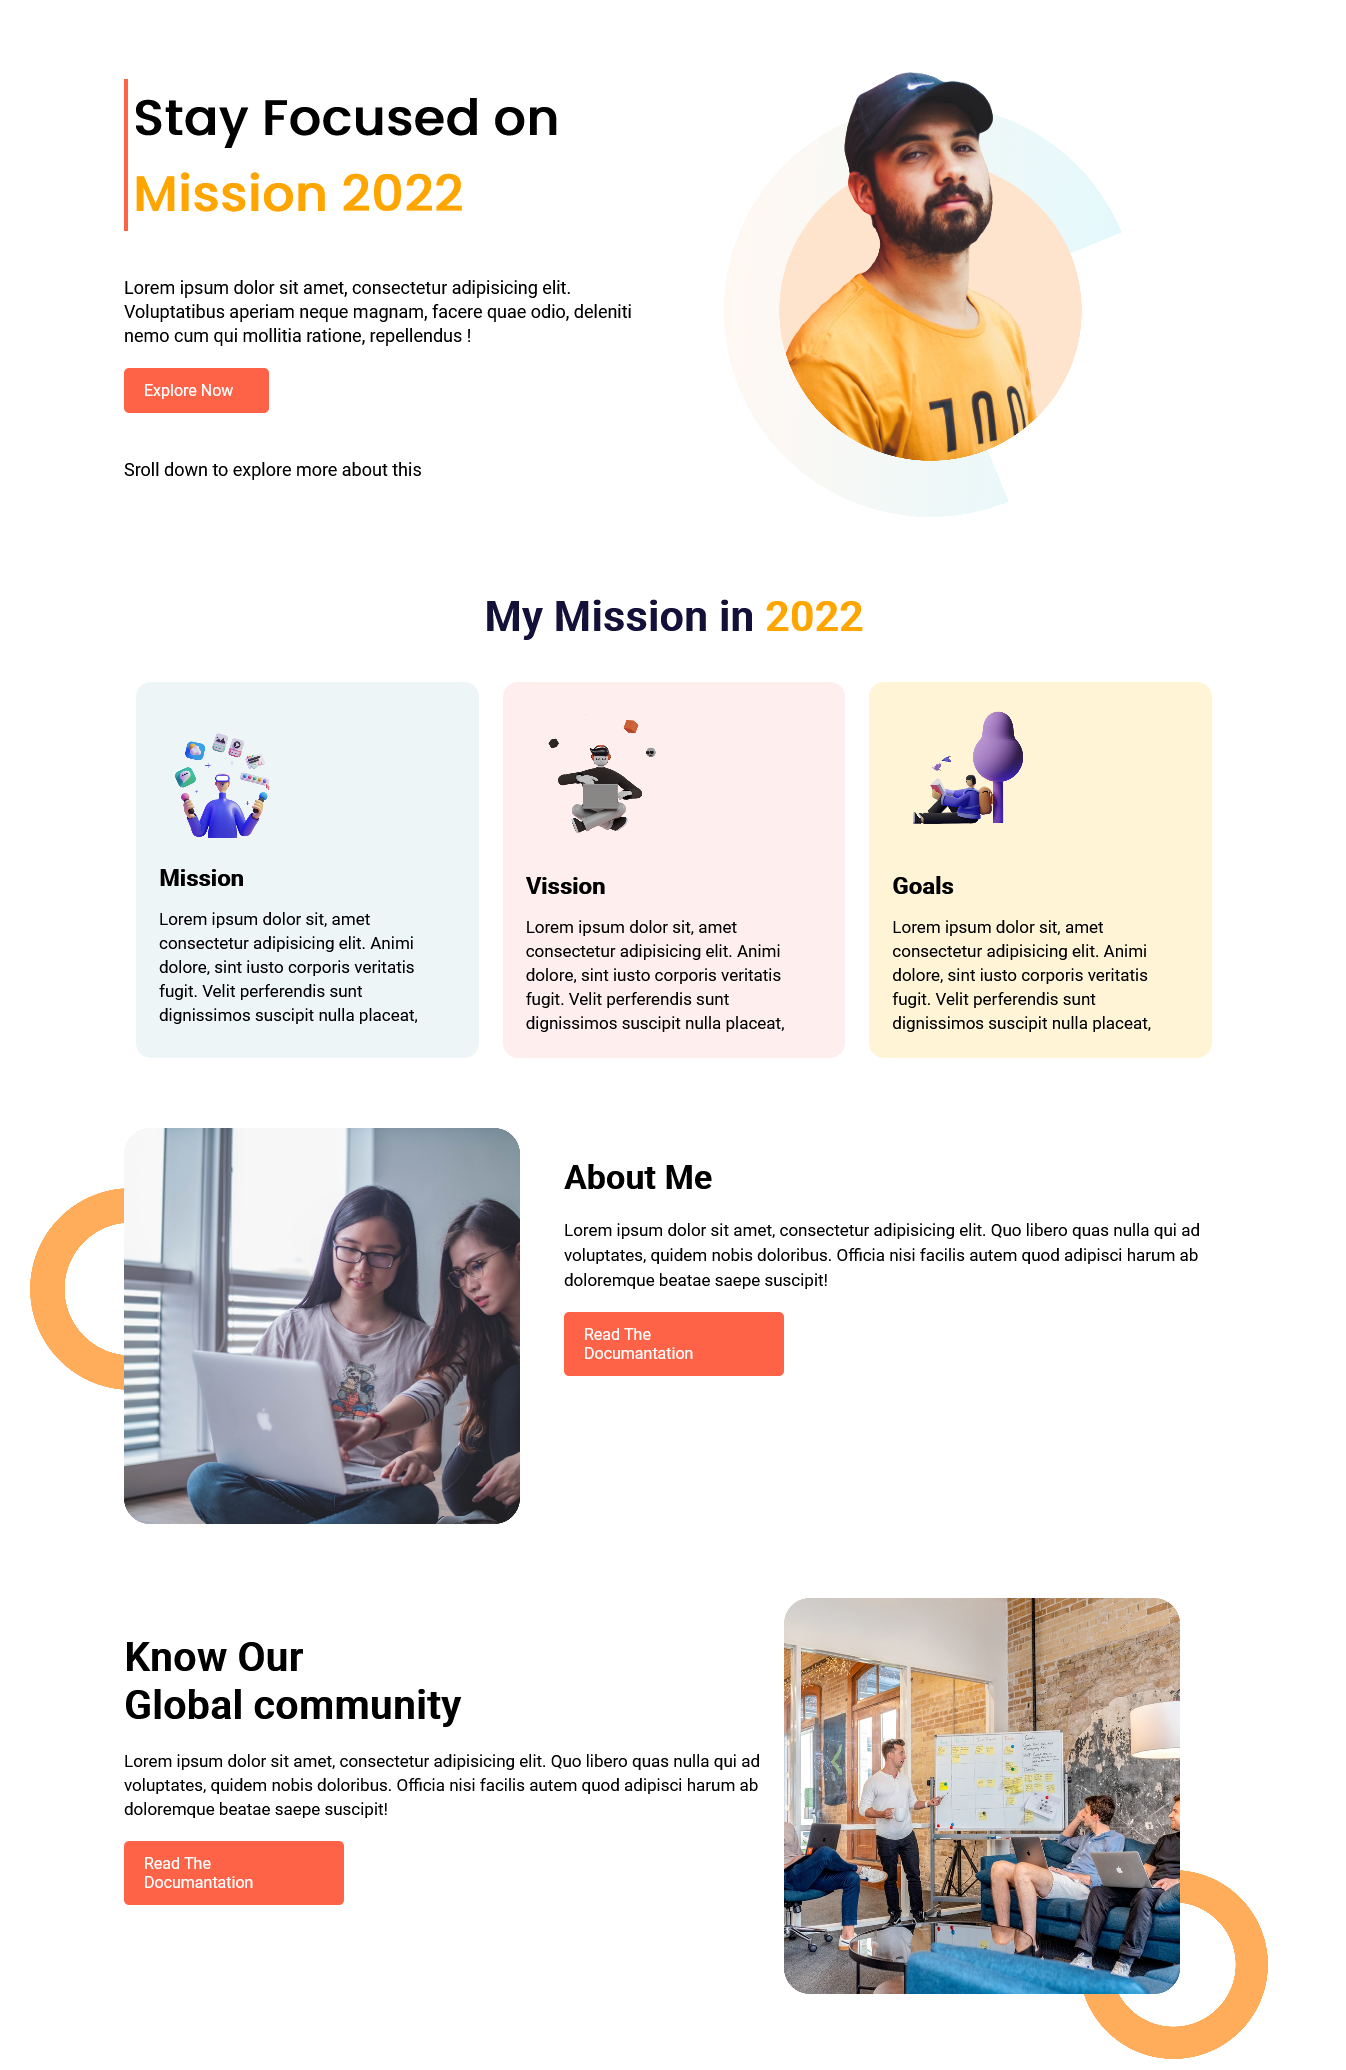 Stay Focused on
Mission 2022
Lorem ipsum dolor sit amet, consectetur adipisicing elit.
Voluptatibus aperiam neque magnam, facere quae odio, deleniti
nemo cum qui mollitia ratione, repellendus !
Explore Now
Sroll down to explore more about this
My Mission in 2022
Mission
Lorem ipsum dolor sit, amet
consectetur adipisicing elit. Animi
dolore, sint iusto corporis veritatis
fugit. Velit perferendis sunt
dignissimos suscipit nulla placeat,
Vission
Lorem ipsum dolor sit, amet
consectetur adipisicing elit. Animi
dolore, sint iusto corporis veritatis
fugit. Velit perferendis sunt
dignissimos suscipit nulla placeat,
Goals
Lorem ipsum dolor sit, amet
consectetur adipisicing elit. Animi
dolore, sint iusto corporis veritatis
fugit. Velit perferendis sunt
dignissimos suscipit nulla placeat,
About Me
Lorem ipsum dolor sit amet, consectetur adipisicing elit. Quo libero quas nulla qui ad
voluptates, quidem nobis doloribus. Officia nisi facilis autem quod adipisci harum ab
doloremque beatae saepe suscipit!
Read The
Documantation
Know Our
Global community
Lorem ipsum dolor sit amet, consectetur adipisicing elit. Quo libero quas nulla qui ad
voluptates, quidem nobis doloribus. Officia nisi facilis autem quod adipisci harum ab
doloremque beatae saepe suscipit!
Read The
Documantation